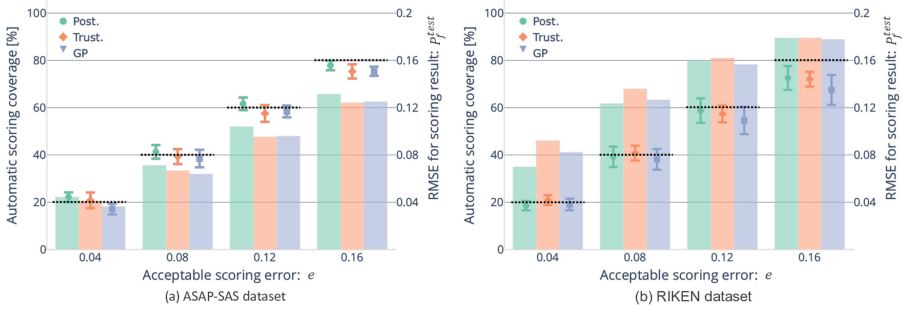 100
80
60
40
20
0
Automatic scoring coverage [%]
Post.
Trust.
GP
0.2
0.16
0.12
0.08
0.04
RMSE for scoring result: P_f^test
0.04 0.08 0.12 0.16
Acceptable scoring error: e
(a) ASAP-SAS dataset
100
80
60
40
20
0
Automatic scoring coverage [%]
Post.
Trust.
GP
0.2
0.16
0.12
0.08
0.04
RMSE for scoring result: P_f^test
0.04 0.08 0.12 0.16
Acceptable scoring error: e
(b) RIKEN dataset